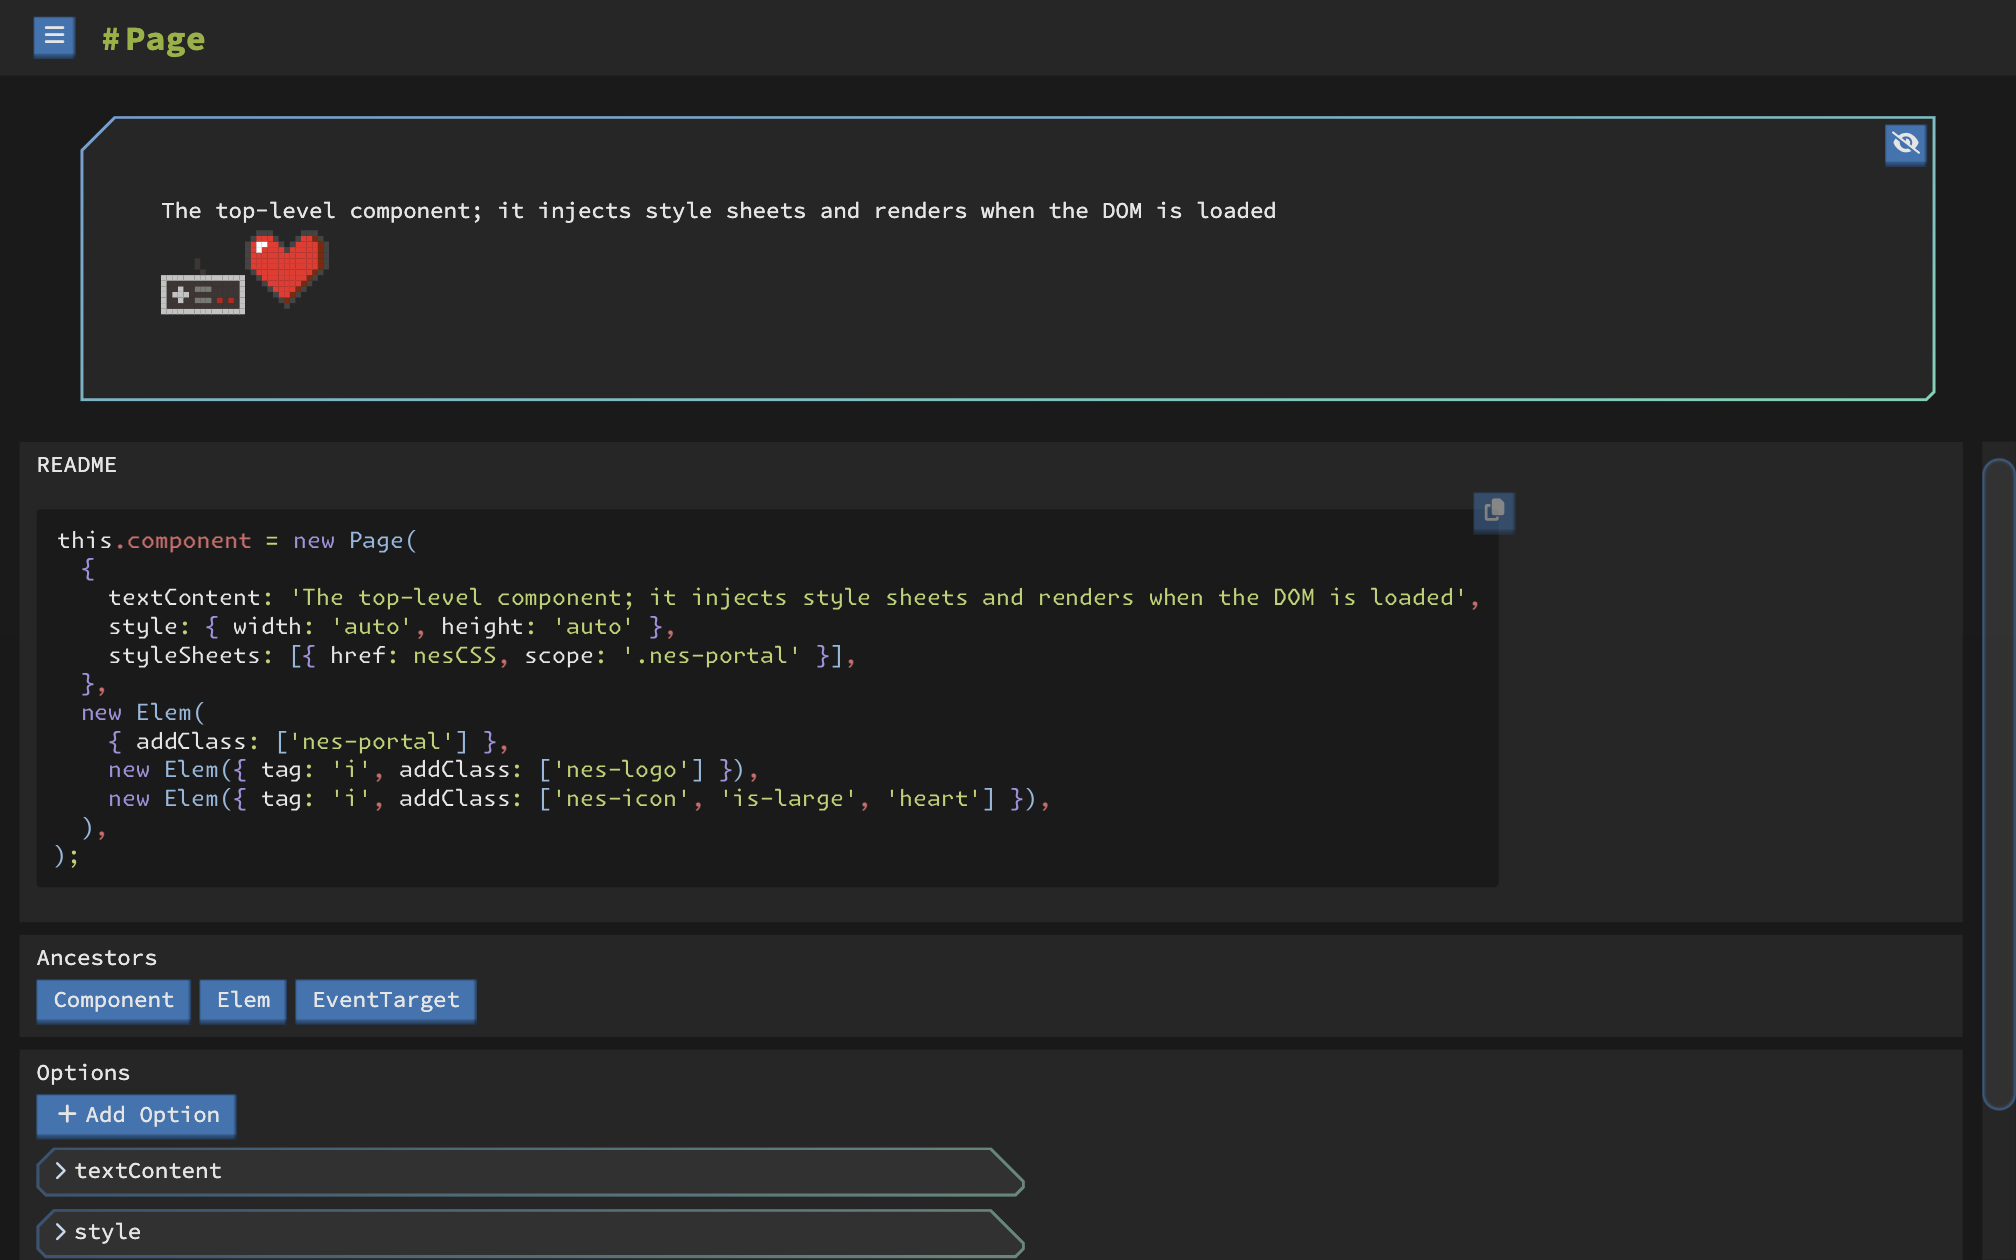 #Page
The top-level component; it injects style sheets and renders when the DOM is loaded
README
this.component = new Page(
  {
    textContent: 'The top-level component; it injects style sheets and renders when the DOM is loaded',
    style: { width: 'auto', height: 'auto' },
    styleSheets: [{ href: nesCSS, scope: '.nes-portal' }],
  },
  new Elem(
    { addClass: ['nes-portal'] },
    new Elem({ tag: 'i', addClass: ['nes-logo'] }),
    new Elem({ tag: 'i', addClass: ['nes-icon', 'is-large', 'heart'] }),
  ),
);
Ancestors
Component Elem EventTarget
Options
+ Add Option
> textContent
> style